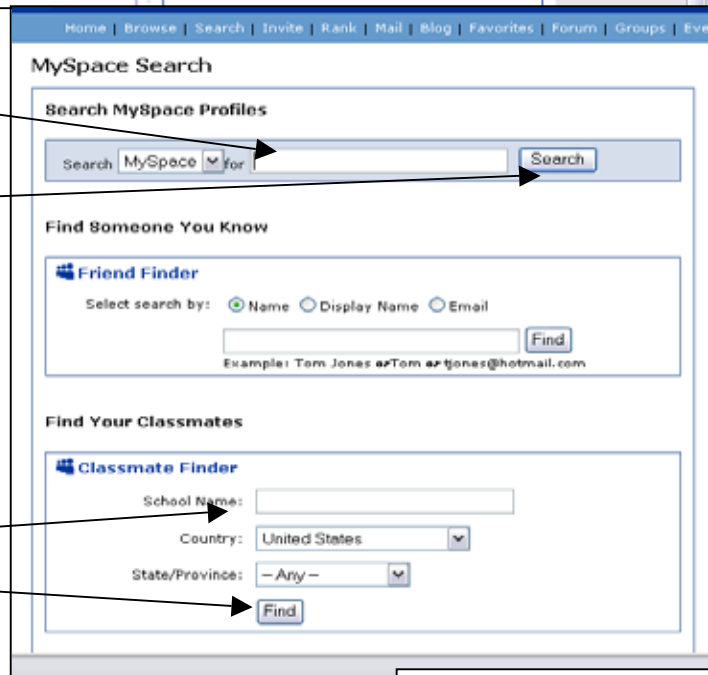 Home | Browse | Search | Invite | Rank | Mail | Blog | Favorites | Forum | Groups | Eve
MySpace Search
Search MySpace Profiles
Search MySpace for Search
Find Someone You Know
Friend Finder
Select search by: Name Display Name Email
Find
Example: Tom Jones or Tom or tjones@hotmail.com
Find Your Classmates
Classmate Finder
School Name:
Country: United States
State/Province: -- Any --
Find